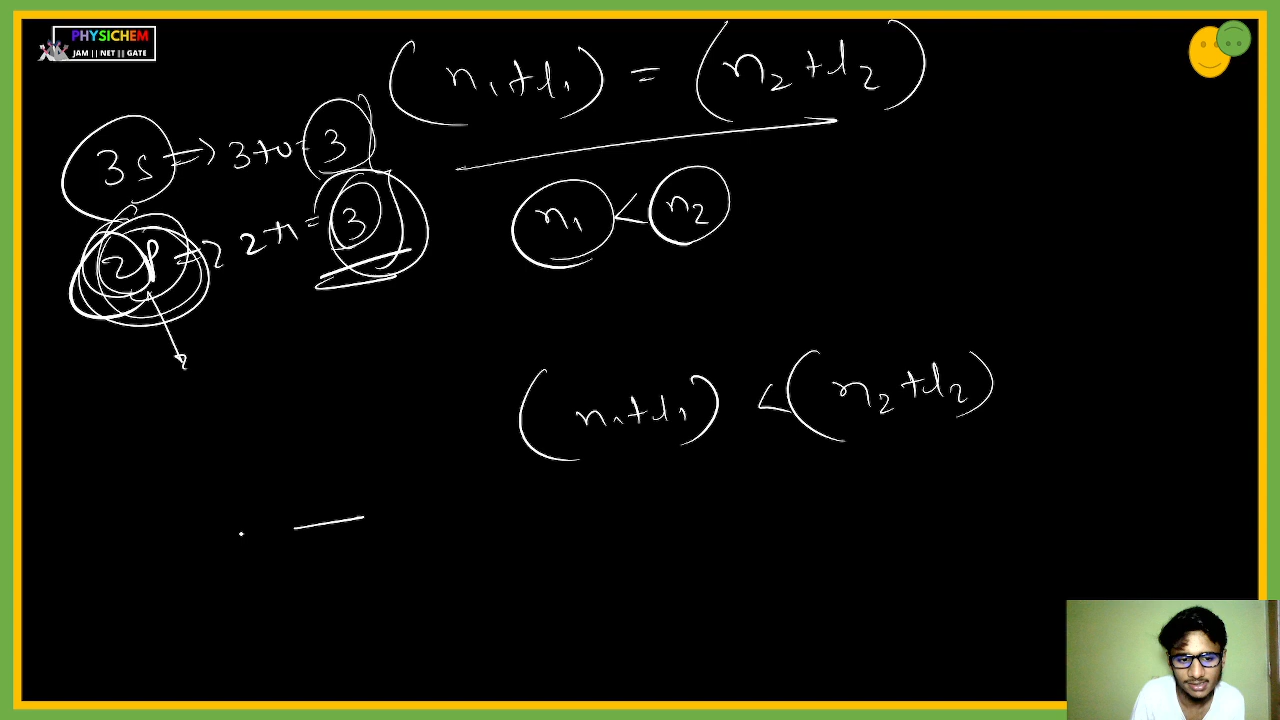 PHYSICHEM
JAM || NET || GATE
(n₁+l₁) = (n₂+l₂)
3s => 3+0 = 3
2p => 2+1 = 3
n₁ < n₂
(n₁+l₁) < (n₂+l₂)